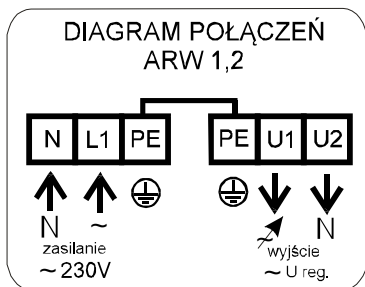 DIAGRAM POŁĄCZEŃ
ARW 1,2
N L1 PE PE U1 U2
N ~ ~ N
zasilanie wyjście
~ 230V ~ U reg.